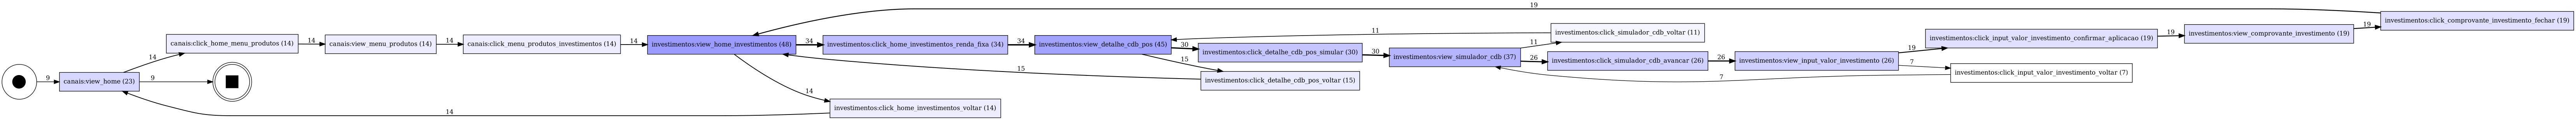 19
investimentos:click_comprovante_investimento_fechar (19)
11
investimentos:click_simulador_cdb_voltar (11)
19
investimentos:view_comprovante_investimento (19)
19
investimentos:click_input_valor_investimento_confirmar_aplicacao (19)
canais:click_home_menu_produtos (14)
14
canais:view_menu_produtos (14)
14
canais:click_menu_produtos_investimentos (14)
14
investimentos:view_home_investimentos (48)
34
investimentos:click_home_investimentos_renda_fixa (34)
34
investimentos:view_detalhe_cdb_pos (45)
30
investimentos:click_detalhe_cdb_pos_simular (30)
30
investimentos:view_simulador_cdb (37)
11
26
investimentos:click_simulador_cdb_avancar (26)
26
investimentos:view_input_valor_investimento (26)
19
14
15
7
investimentos:click_input_valor_investimento_voltar (7)
9
canais:view_home (23)
9
15
investimentos:click_detalhe_cdb_pos_voltar (15)
7
14
investimentos:click_home_investimentos_voltar (14)
14